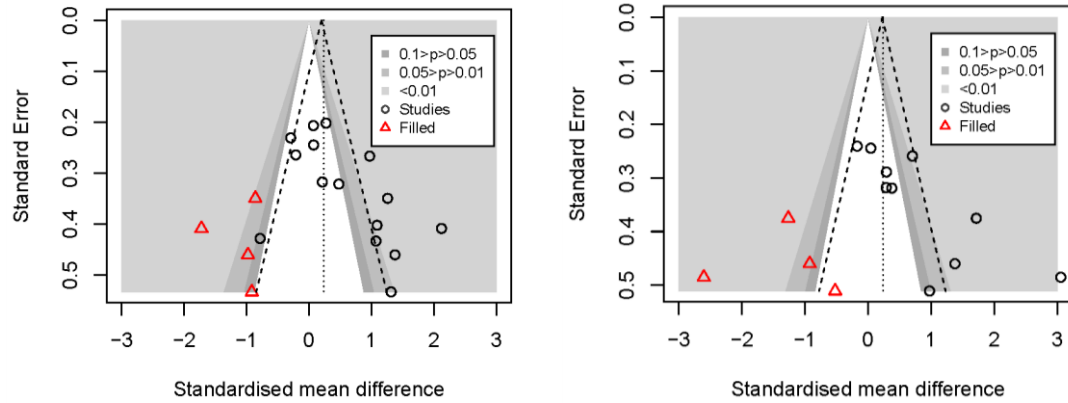 0.0
0.1
0.2
0.3
0.4
0.5
Standard Error
0.1>p>0.05
0.05>p>0.01
<0.01
Studies
Filled
−3 −2 −1 0 1 2 3
Standardised mean difference
0.0
0.1
0.2
0.3
0.4
0.5
Standard Error
0.1>p>0.05
0.05>p>0.01
<0.01
Studies
Filled
−3 −2 −1 0 1 2 3
Standardised mean difference